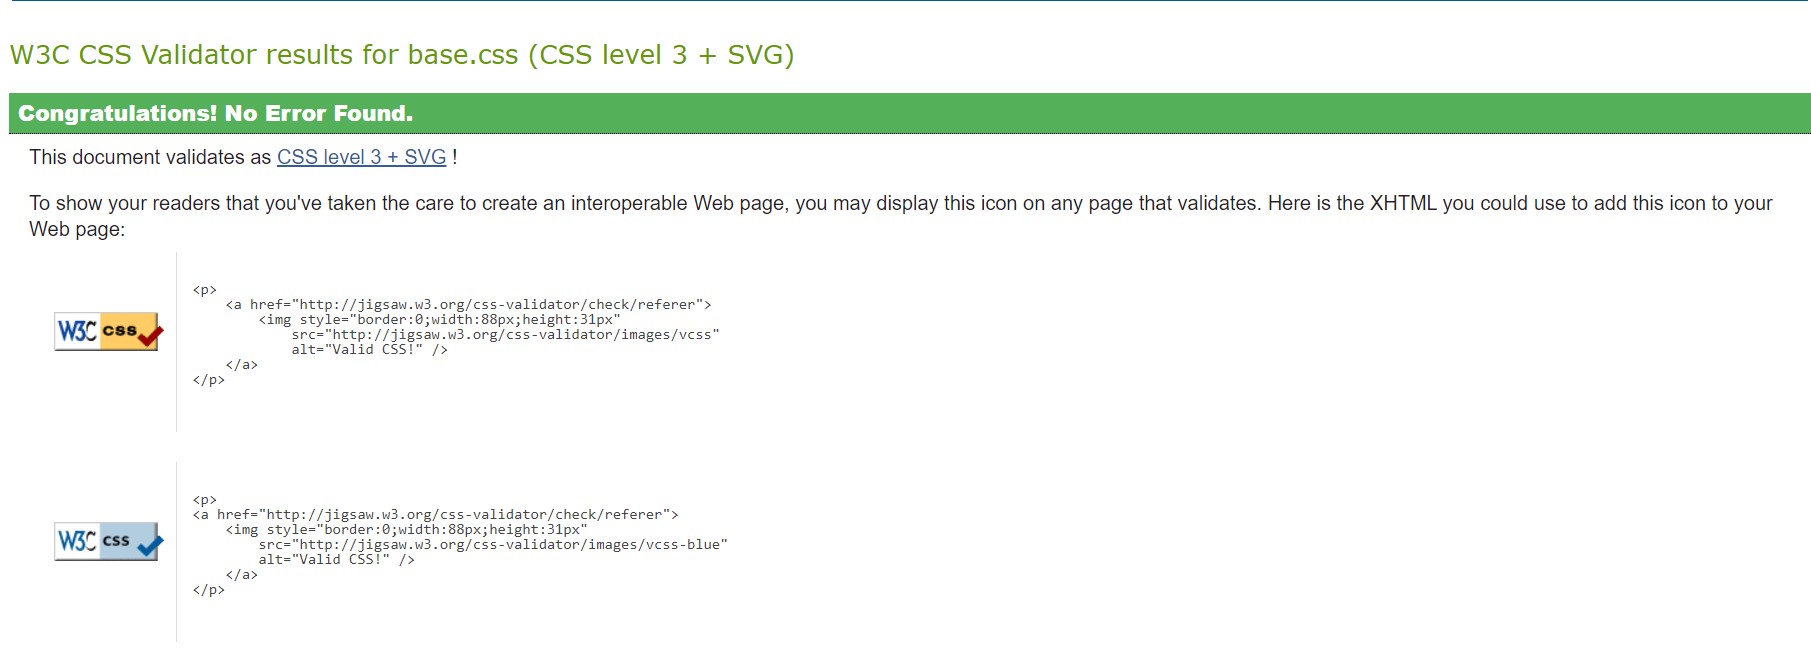 W3C CSS Validator results for base.css (CSS level 3 + SVG)
Congratulations! No Error Found.
This document validates as CSS level 3 + SVG !
To show your readers that you've taken the care to create an interoperable Web page, you may display this icon on any page that validates. Here is the XHTML you could use to add this icon to your
Web page:
<p>
    <a href="http://jigsaw.w3.org/css-validator/check/referer">
        <img style="border:0;width:88px;height:31px"
            src="http://jigsaw.w3.org/css-validator/images/vcss"
            alt="Valid CSS!" />
    </a>
</p>
W3C css
<p>
<a href="http://jigsaw.w3.org/css-validator/check/referer">
    <img style="border:0;width:88px;height:31px"
        src="http://jigsaw.w3.org/css-validator/images/vcss-blue"
        alt="Valid CSS!" />
    </a>
</p>
W3C css